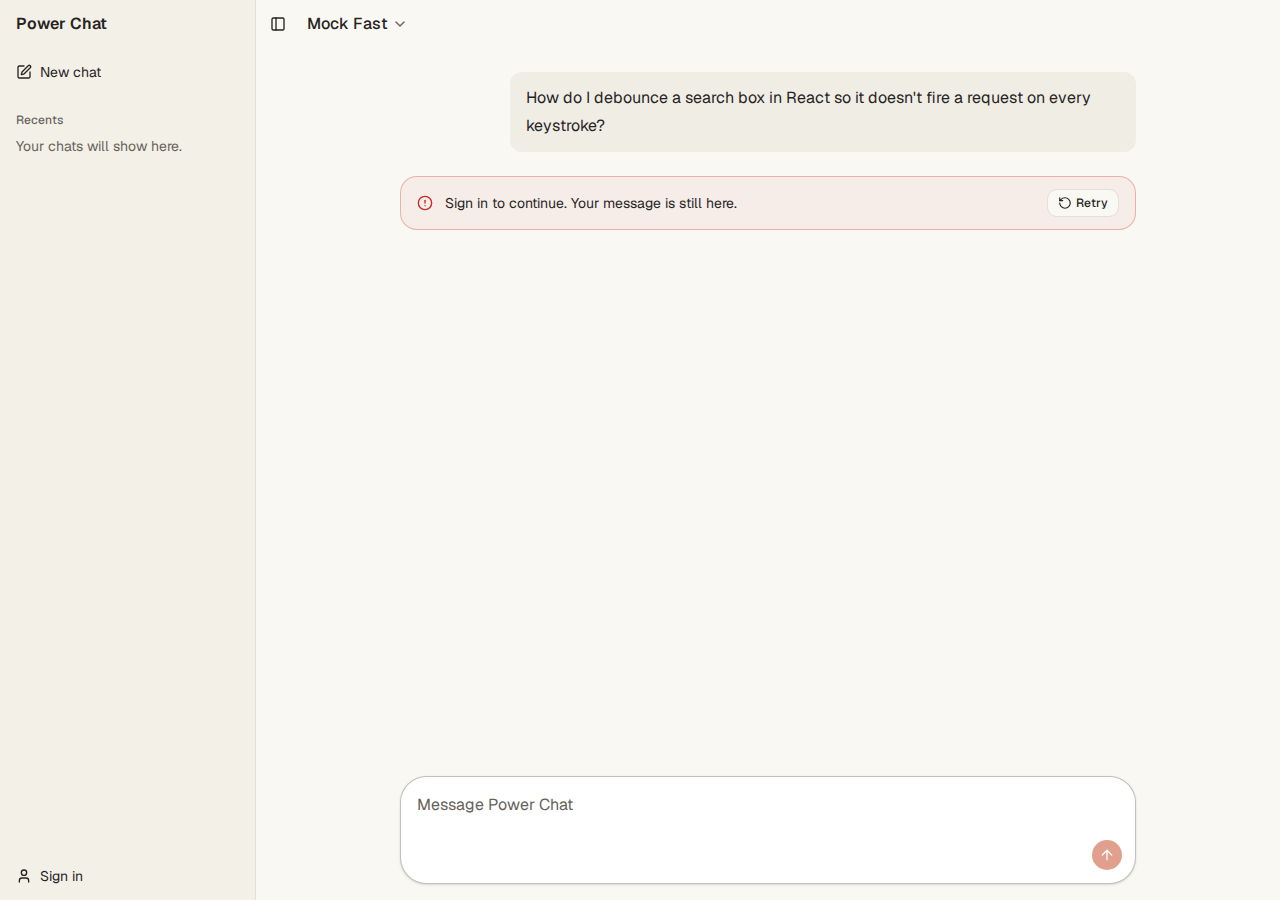 Power Chat
New chat
Recents
Your chats will show here.
Sign in
Mock Fast
How do I debounce a search box in React so it doesn't fire a request on every
keystroke?
Sign in to continue. Your message is still here.
Retry
Message Power Chat